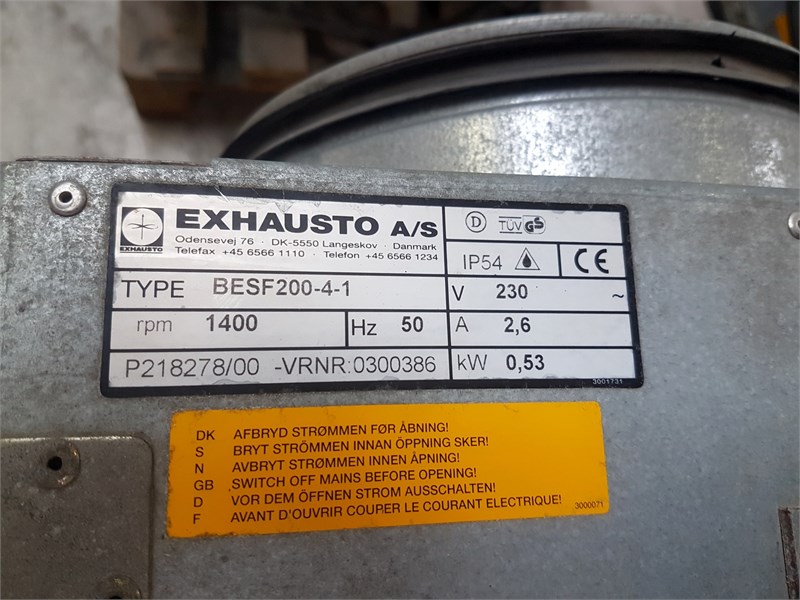 EXHAUSTO
EXHAUSTO A/S
Odensevej 76 · DK-5550 Langeskov · Danmark
Telefax +45 6566 1110 · Telefon +45 6566 1234
D TÜV GS
IP54 CE
TYPE BESF200-4-1
V 230 ~
rpm 1400 Hz 50
A 2,6
P218278/00 -VRNR:0300386
kW 0,53
3001731
DK AFBRYD STRØMMEN FØR ÅBNING!
S BRYT STRÖMMEN INNAN ÖPPNING SKER!
N AVBRYT STRØMMEN INNEN ÅPNING!
GB SWITCH OFF MAINS BEFORE OPENING!
D VOR DEM ÖFFNEN STROM AUSSCHALTEN!
F AVANT D'OUVRIR COUPER LE COURANT ELECTRIQUE!
3000071